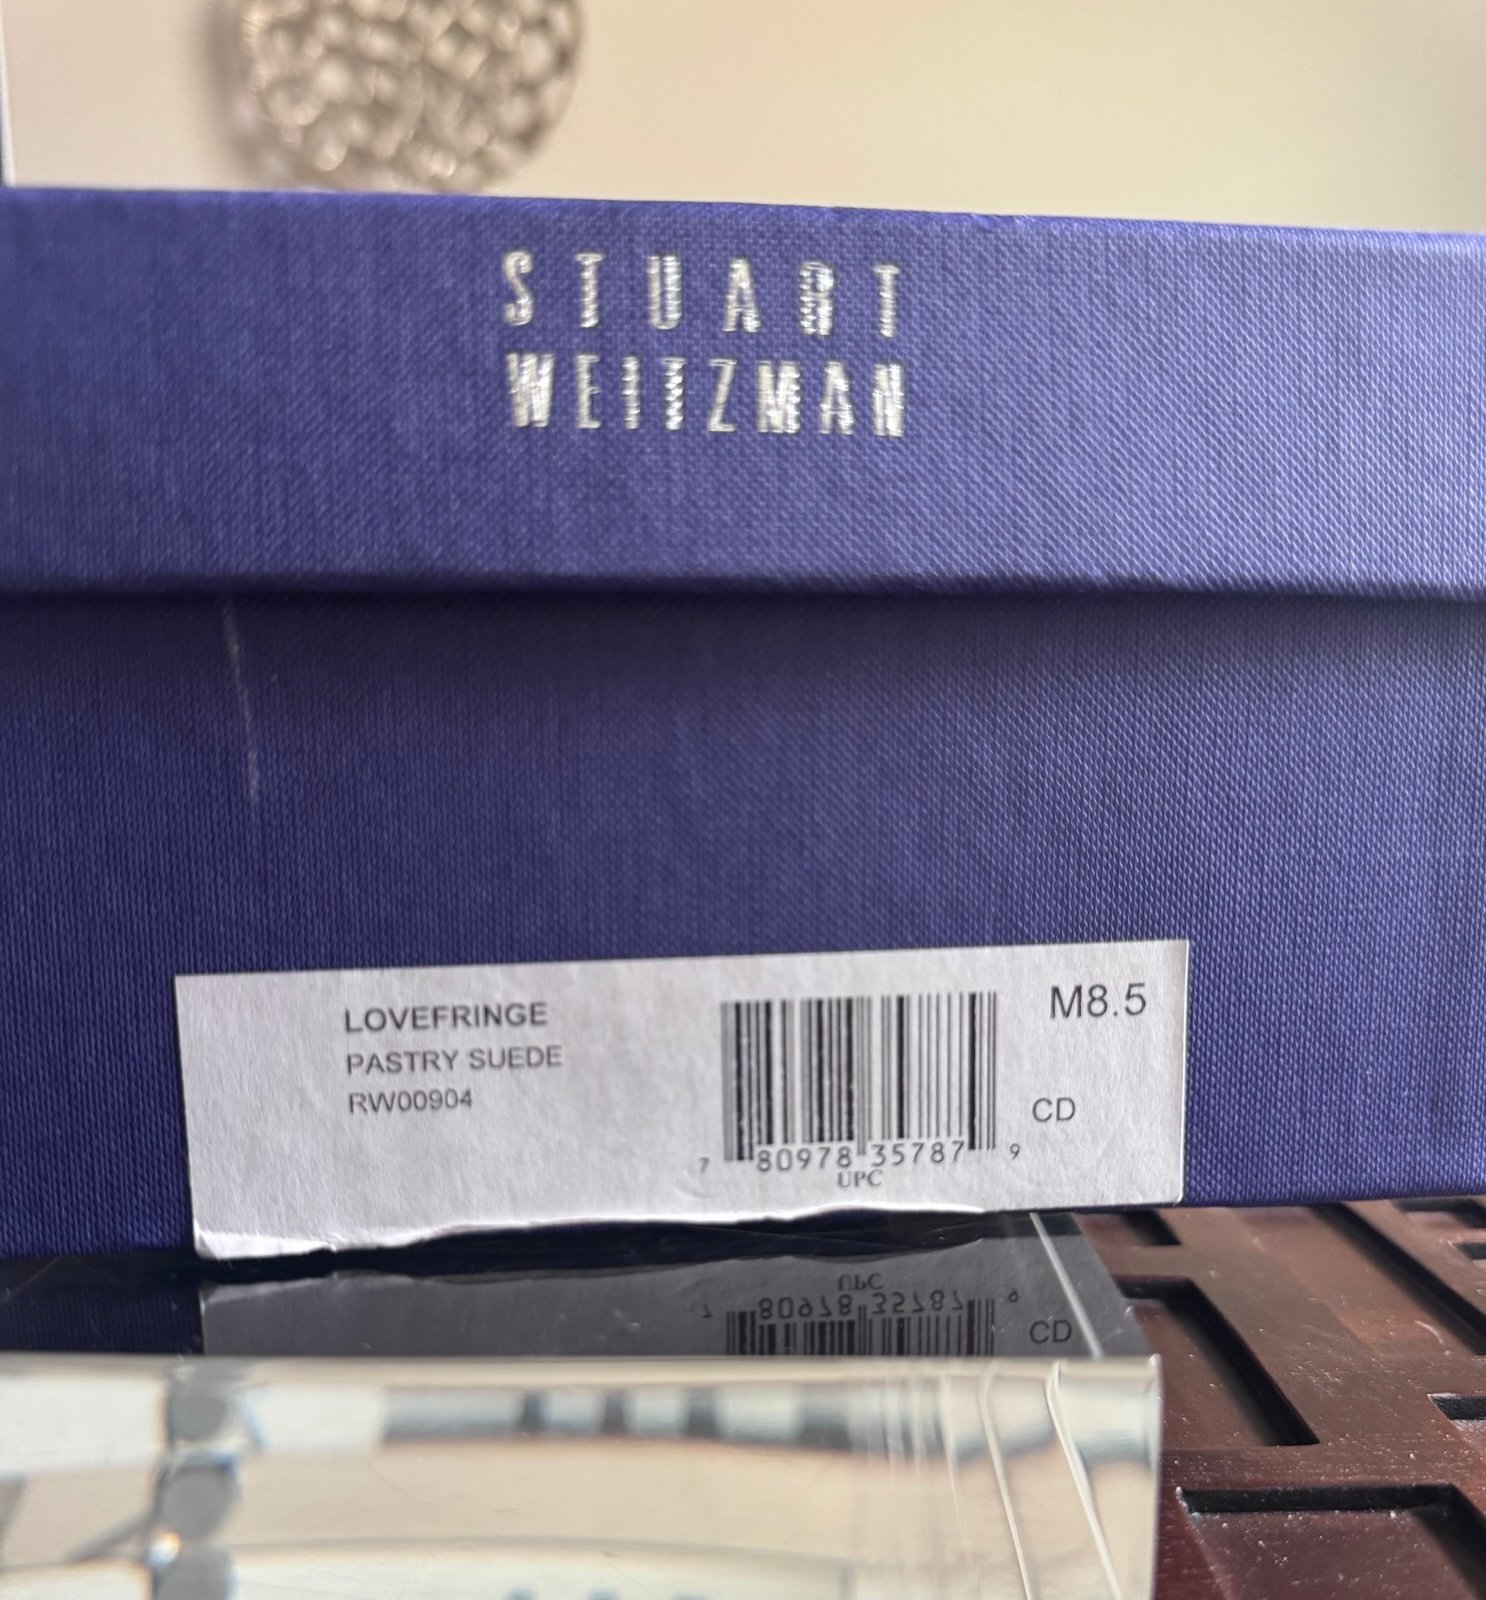 STUART
WEITZMAN
LOVEFRINGE
PASTRY SUEDE
RW00904
M8.5
CD
7 80978 35787 9
UPC